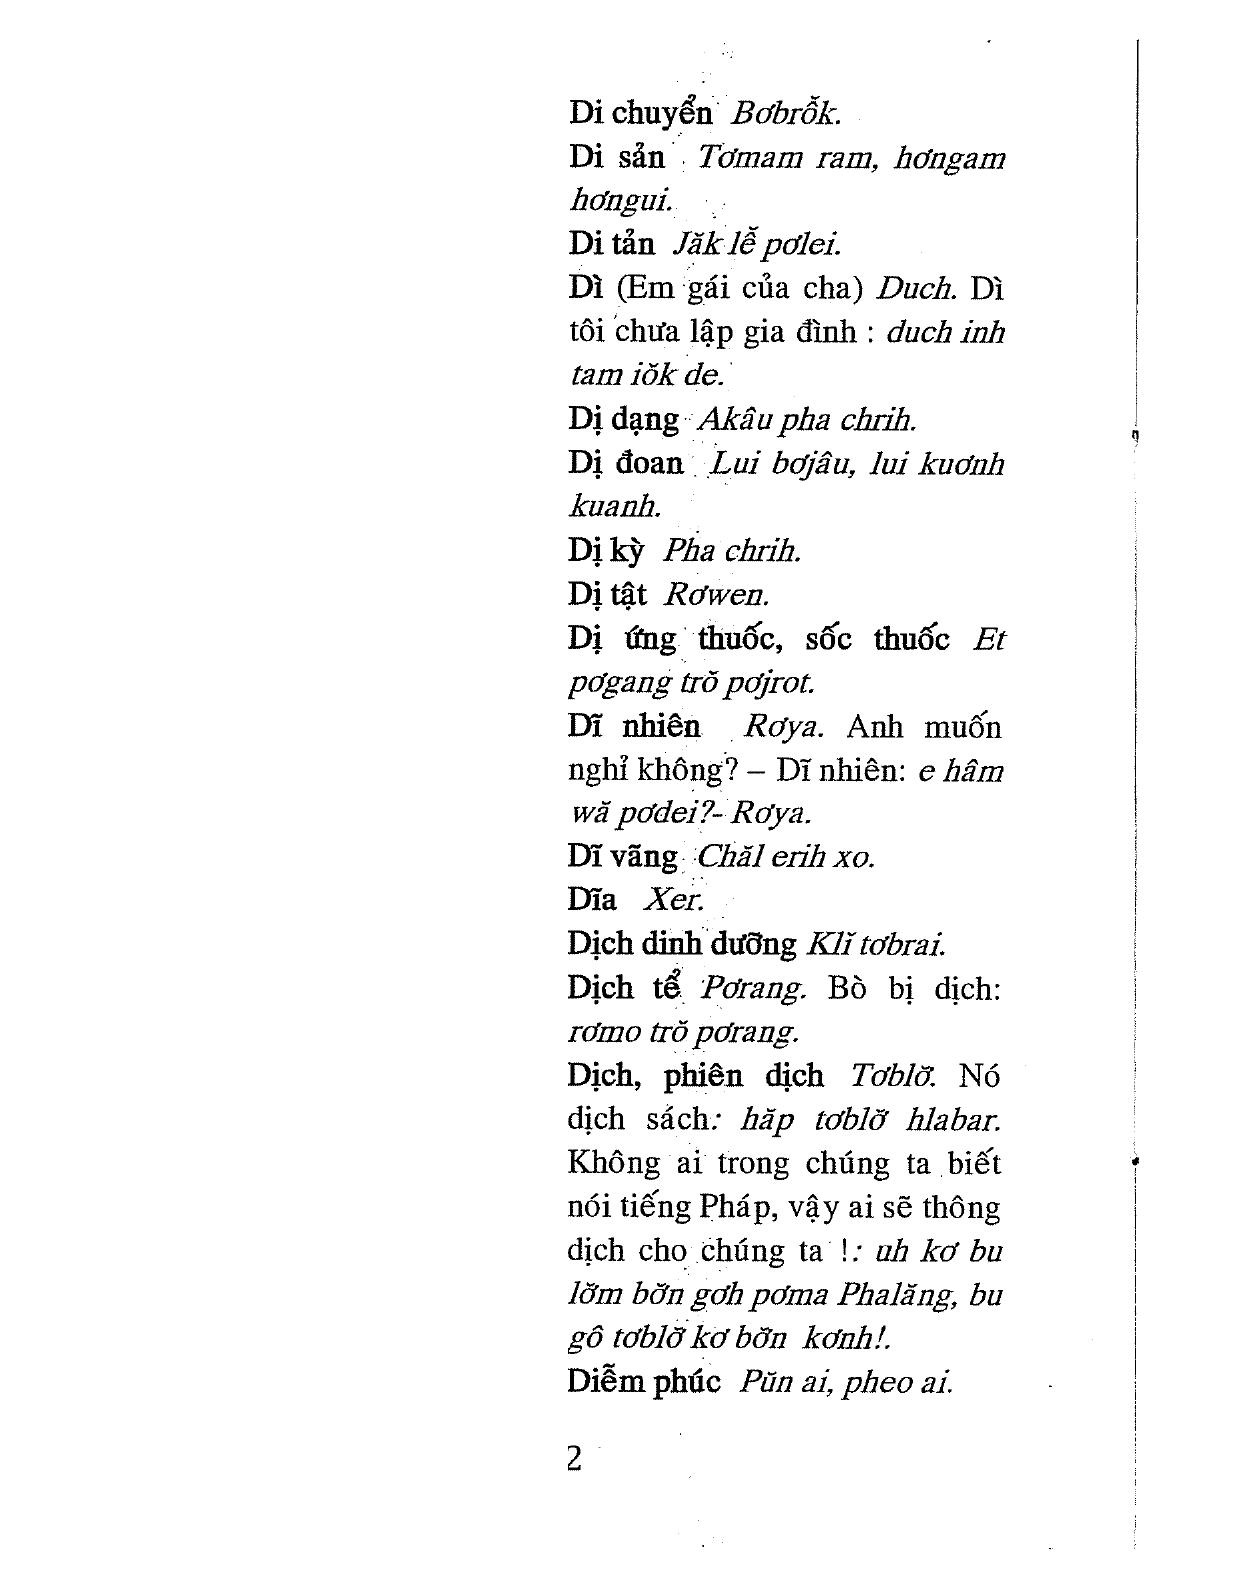 Di chuyển Bơbrỗk.
Di sản Tơmam ram, hơngam
hơngui.
Di tản Jăk lễ pơlei.
Dì (Em gái của cha) Duch. Dì
tôi chưa lập gia đình : duch inh
tam iŏk de.
Dị dạng Akâu pha chrih.
Dị đoan Lui bơjâu, lui kuơnh
kuanh.
Dị kỳ Pha chrih.
Dị tật Rơwen.
Dị ứng thuốc, sốc thuốc Et
pơgang trŏ pơjrot.
Dĩ nhiên Rơya. Anh muốn
nghỉ không? – Dĩ nhiên: e hâm
wă pơdei?- Rơya.
Dĩ vãng Chăl erih xo.
Dĩa Xer.
Dịch dinh dưỡng Klĭ tơbrai.
Dịch tể Pơrang. Bò bị dịch:
rơmo trŏ pơrang.
Dịch, phiên dịch Tơblơ̆. Nó
dịch sách: hăp tơblơ̆ hlabar.
Không ai trong chúng ta biết
nói tiếng Pháp, vậy ai sẽ thông
dịch cho chúng ta !: uh kơ bu
lơ̆m bơ̆n gơh pơma Phalăng, bu
gô tơblơ̆ kơ bơ̆n kơnh!.
Diễm phúc Pŭn ai, pheo ai.
2